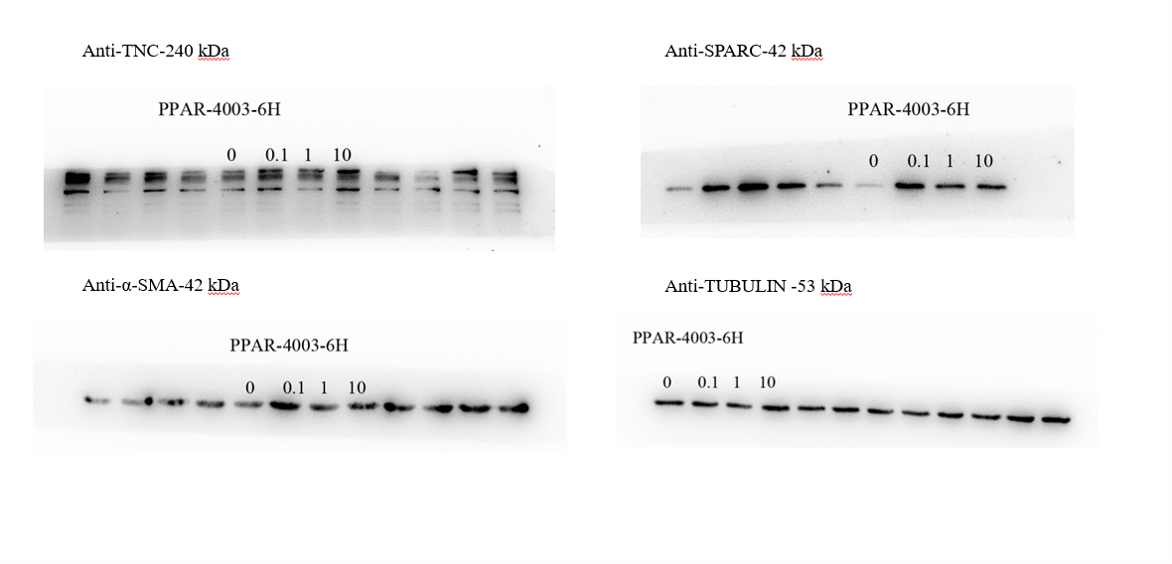 Anti-TNC-240 kDa
PPAR-4003-6H
0 0.1 1 10
Anti-SPARC-42 kDa
PPAR-4003-6H
0 0.1 1 10
Anti-α-SMA-42 kDa
PPAR-4003-6H
0 0.1 1 10
Anti-TUBULIN -53 kDa
PPAR-4003-6H
0 0.1 1 10